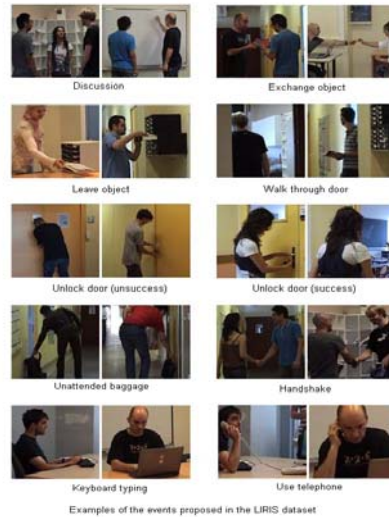 Discussion
Exchange object
Leave object
Walk through door
Unlock door (unsuccess)
Unlock door (success)
Unattended baggage
Handshake
Keyboard typing
Use telephone
Examples of the events proposed in the LIRIS dataset